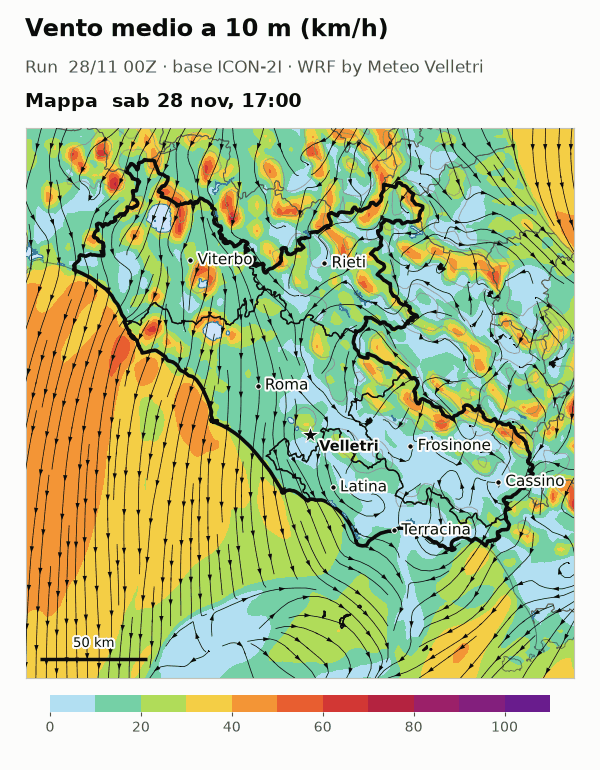 Vento medio a 10 m (km/h)
Run  28/11 00Z · base ICON-2I · WRF by Meteo Velletri
Mappa  sab 28 nov, 17:00
Viterbo
Rieti
Roma
Velletri
Frosinone
Cassino
Latina
Terracina
50 km
0 20 40 60 80 100